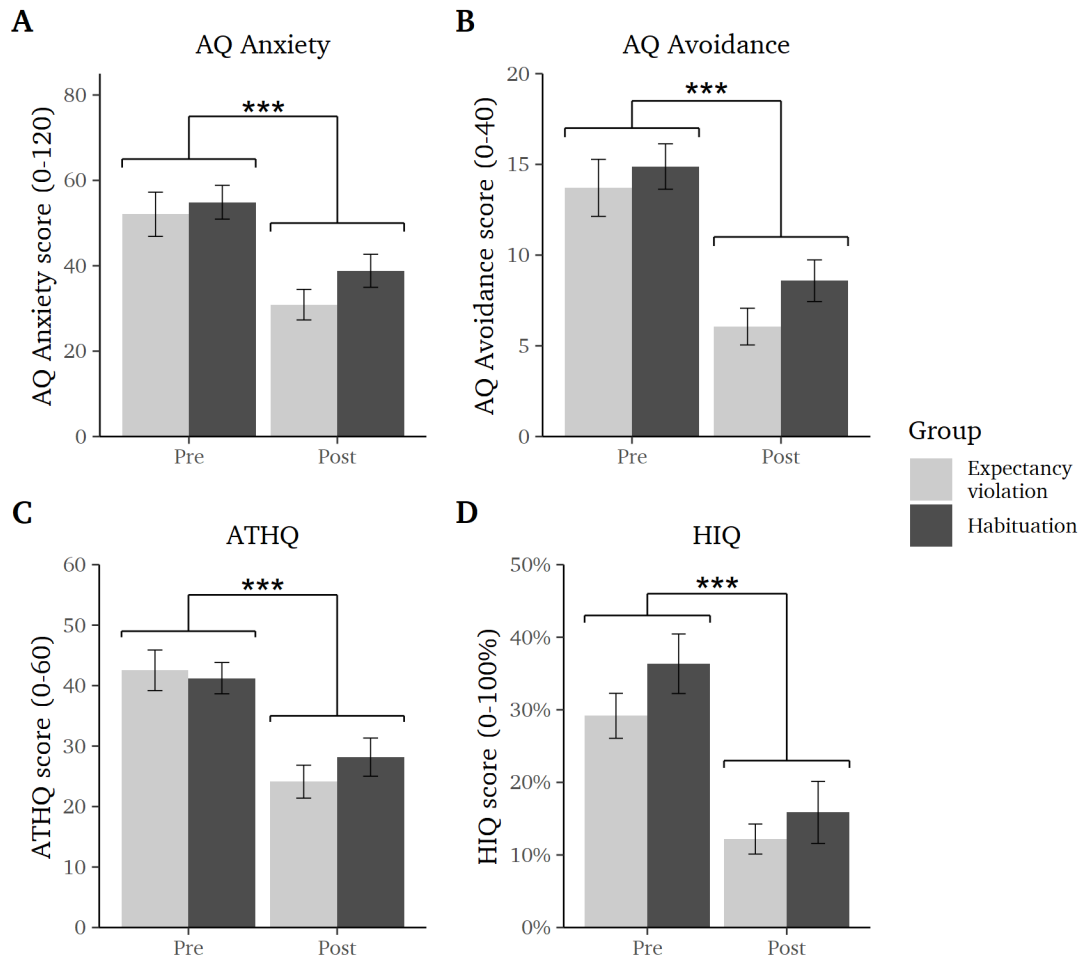 A
AQ Anxiety
AQ Anxiety score (0-120)
80
60
40
20
0
***
Pre
Post
B
AQ Avoidance
AQ Avoidance score (0-40)
20
15
10
5
0
***
Pre
Post
Group
Expectancy
violation
Habituation
C
ATHQ
ATHQ score (0-60)
60
50
40
30
20
10
0
***
Pre
Post
D
HIQ
HIQ score (0-100%)
50%
40%
30%
20%
10%
0%
***
Pre
Post